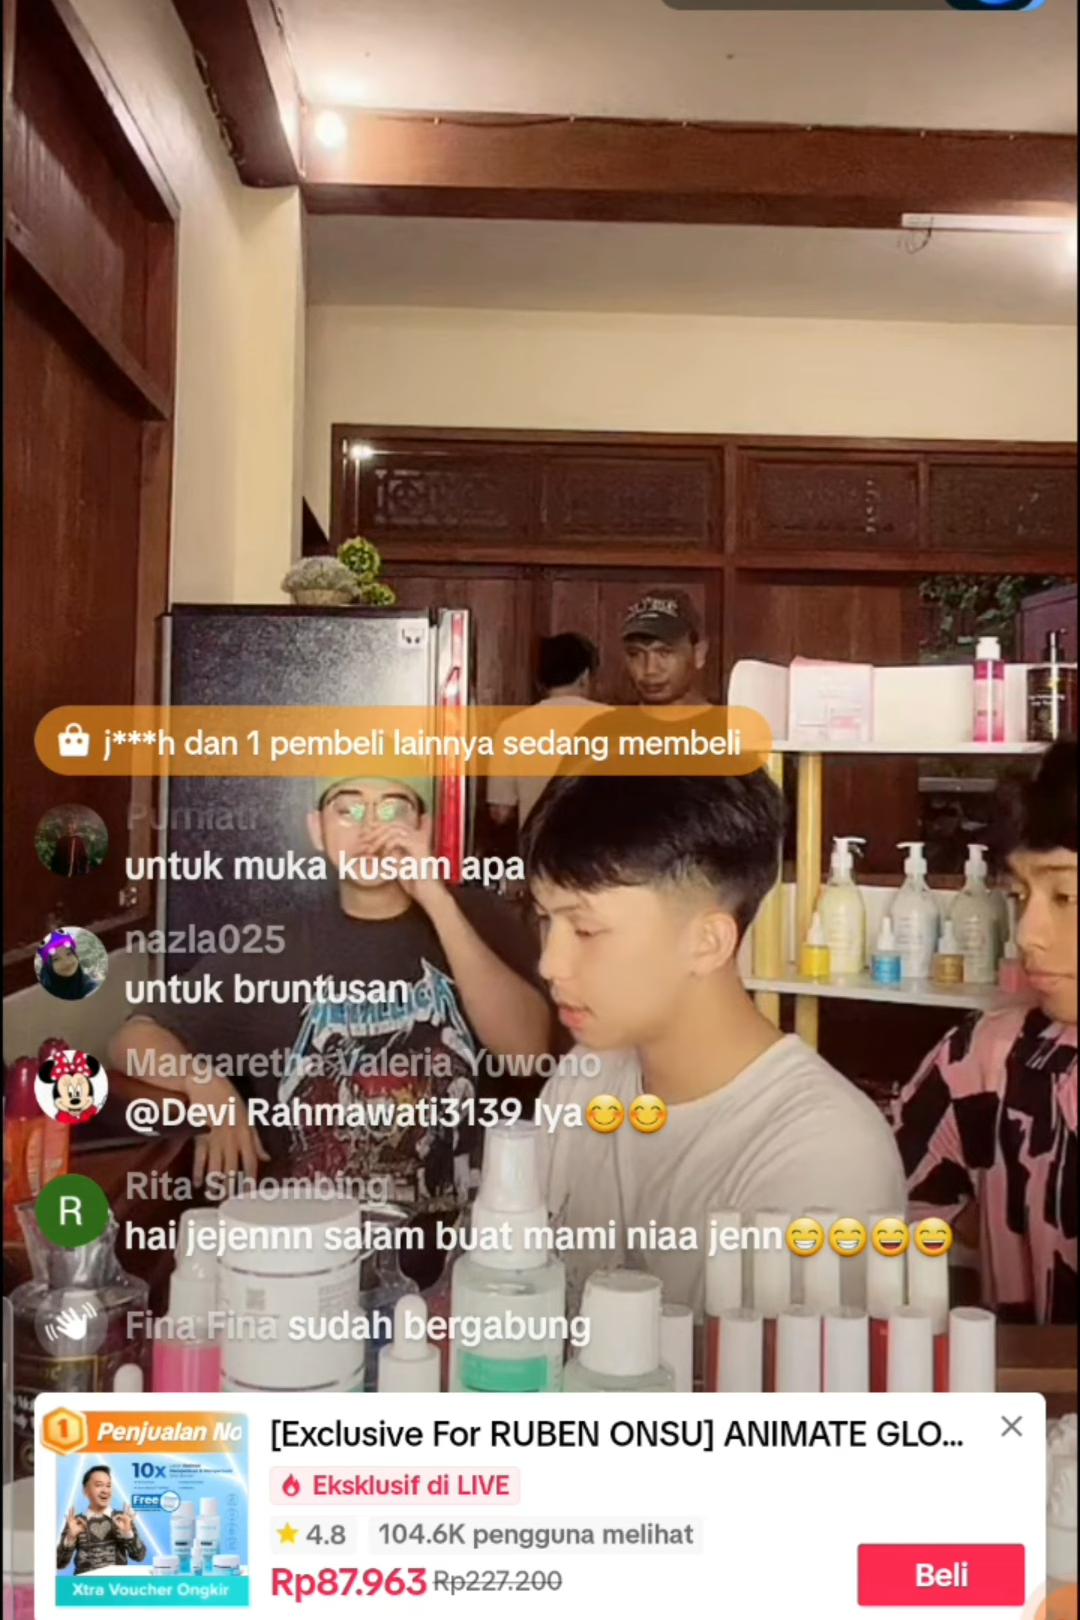 j***h dan 1 pembeli lainnya sedang membeli
Purniati
untuk muka kusam apa
nazla025
untuk bruntusan
Margaretha Valeria Yuwono
@Devi Rahmawati3139 Iya😊😊
Rita Sihombing
R
hai jejennn salam buat mami niaa jenn😁😁😄😄
Fina Fina sudah bergabung
METALLICA
1 Penjualan No
10x
Free
Xtra Voucher Ongkir
[Exclusive For RUBEN ONSU] ANIMATE GLO...
Eksklusif di LIVE
4.8 104.6K pengguna melihat
Rp87.963 Rp227.200
Beli